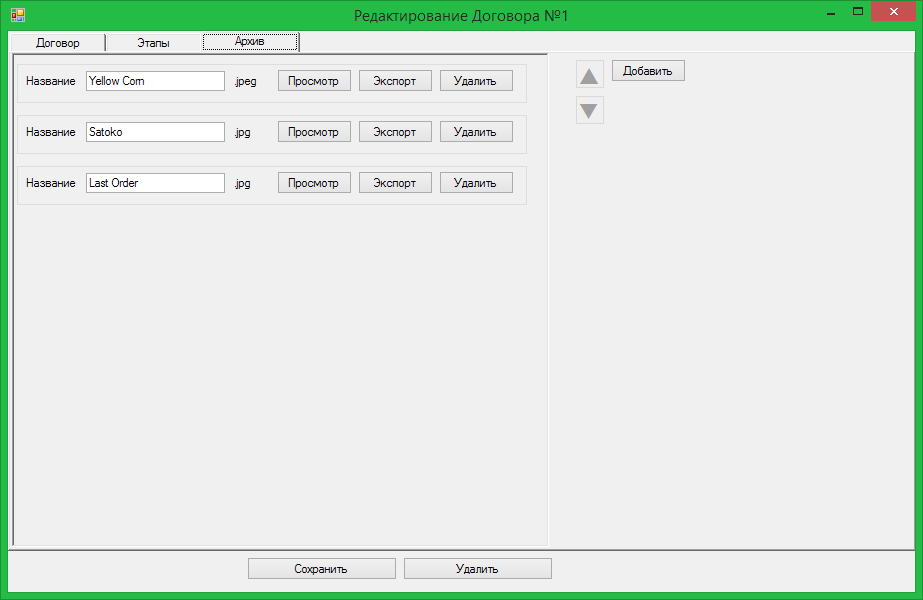 Редактирование Договора №1
Договор Этапы Архив
Название Yellow Corn .jpeg Просмотр Экспорт Удалить
Добавить
Название Satoko .jpg Просмотр Экспорт Удалить
Название Last Order .jpg Просмотр Экспорт Удалить
Сохранить Удалить